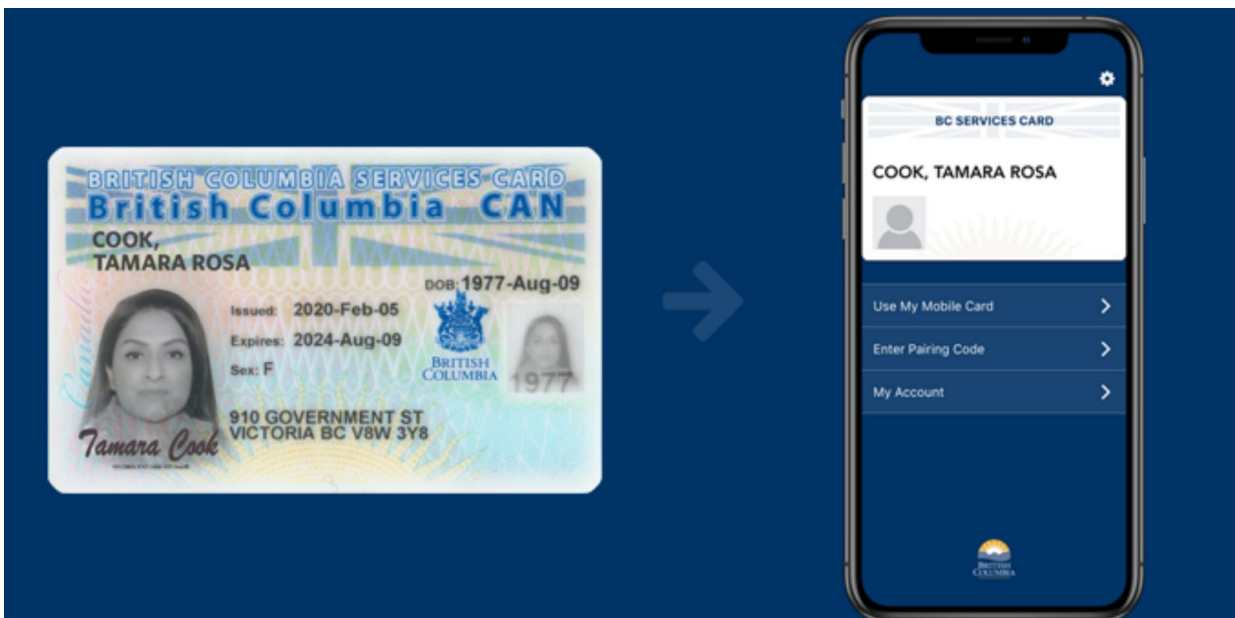 BRITISH COLUMBIA SERVICES CARD
British Columbia CAN
COOK,
TAMARA ROSA
DOB: 1977-Aug-09
Issued: 2020-Feb-05
Expires: 2024-Aug-09
Sex: F
BRITISH
COLUMBIA
1977
910 GOVERNMENT ST
VICTORIA BC V8W 3Y8
Canada
Tamara Cook
BC SERVICES CARD
COOK, TAMARA ROSA
Use My Mobile Card
Enter Pairing Code
My Account
BRITISH
COLUMBIA